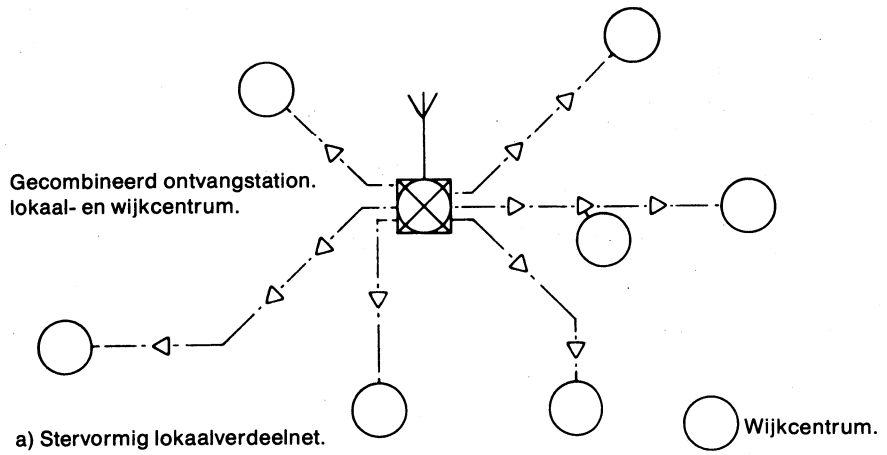 Gecombineerd ontvangstation.
lokaal- en wijkcentrum.
a) Stervormig lokaalverdeelnet.
Wijkcentrum.